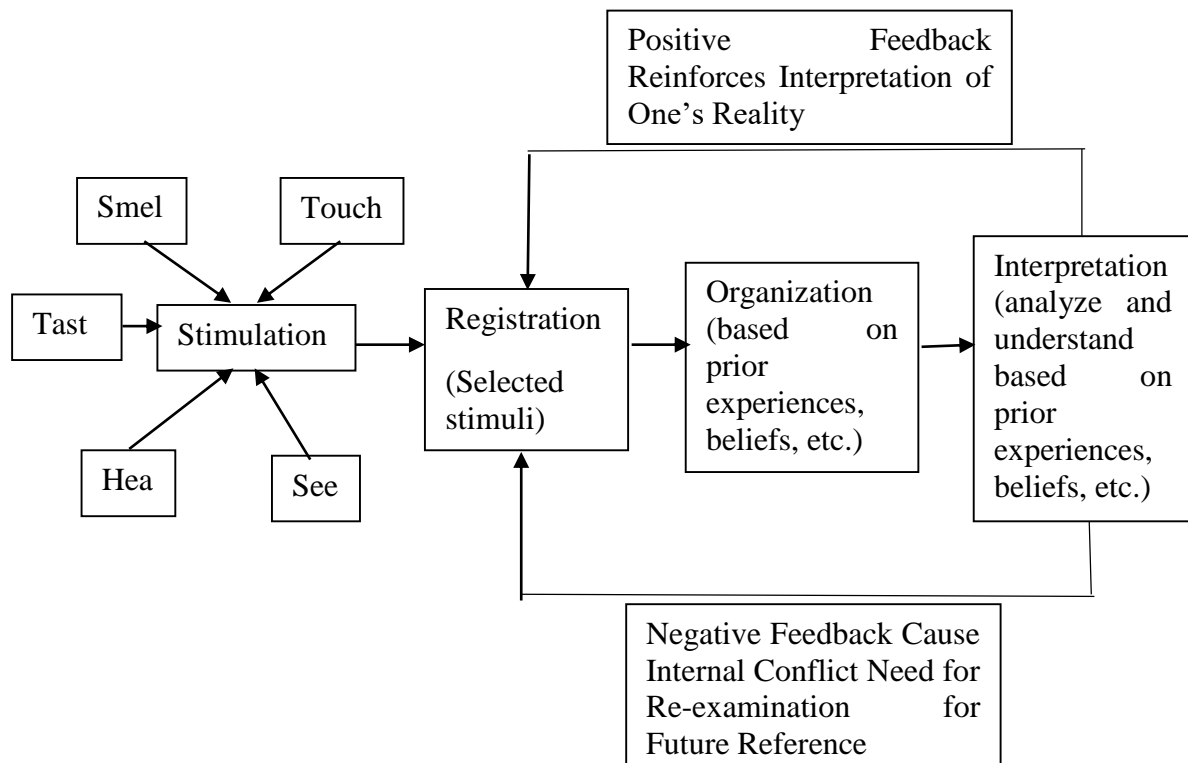 Positive Feedback
Reinforces Interpretation of
One's Reality
Smel
Touch
Tast
Stimulation
Hea
See
Registration
(Selected
stimuli)
Organization
(based on
prior
experiences,
beliefs, etc.)
Interpretation
(analyze and
understand
based on
prior
experiences,
beliefs, etc.)
Negative Feedback Cause
Internal Conflict Need for
Re-examination for
Future Reference